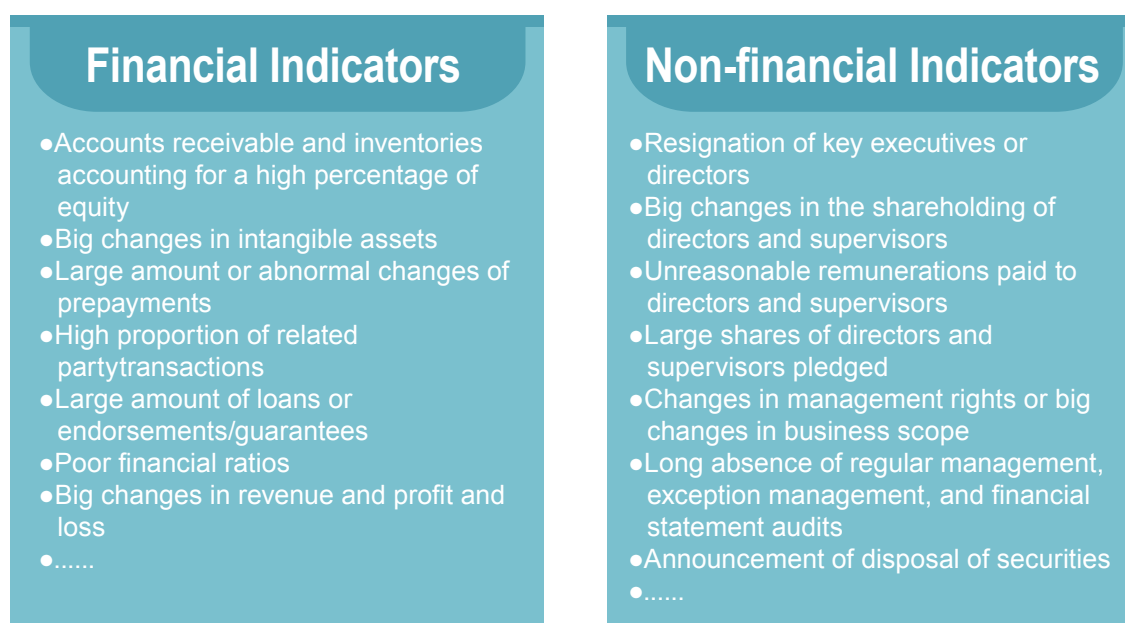 Financial Indicators
●Accounts receivable and inventories
accounting for a high percentage of
equity
●Big changes in intangible assets
●Large amount or abnormal changes of
prepayments
●High proportion of related
partytransactions
●Large amount of loans or
endorsements/guarantees
●Poor financial ratios
●Big changes in revenue and profit and
loss
●......
Non-financial Indicators
●Resignation of key executives or
directors
●Big changes in the shareholding of
directors and supervisors
●Unreasonable remunerations paid to
directors and supervisors
●Large shares of directors and
supervisors pledged
●Changes in management rights or big
changes in business scope
●Long absence of regular management,
exception management, and financial
statement audits
●Announcement of disposal of securities
●......